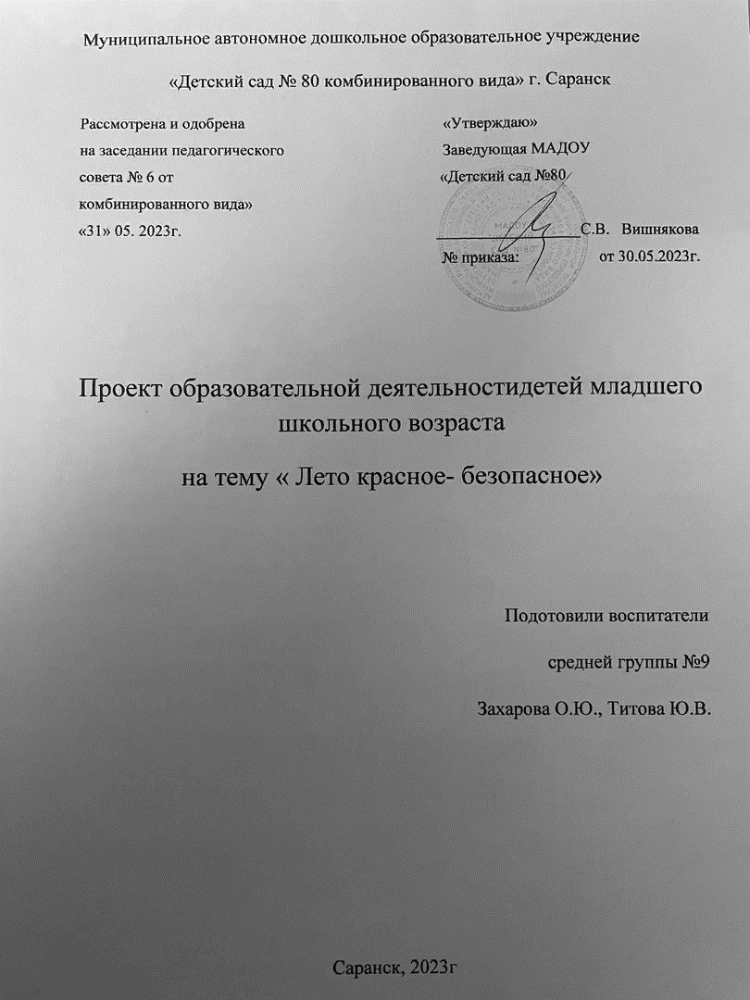 Муниципальное автономное дошкольное образовательное учреждение
«Детский сад № 80 комбинированного вида» г. Саранск
Рассмотрена и одобрена
на заседании педагогического
совета № 6 от
комбинированного вида»
«31» 05. 2023г.
«Утверждаю»
Заведующая МАДОУ
«Детский сад №80
С.В. Вишнякова
№ приказа: от 30.05.2023г.
МАДОУ
№80"
Проект образовательной деятельностидетей младшего
школьного возраста
на тему « Лето красное- безопасное»
Подотовили воспитатели
средней группы №9
Захарова О.Ю., Титова Ю.В.
Саранск, 2023г